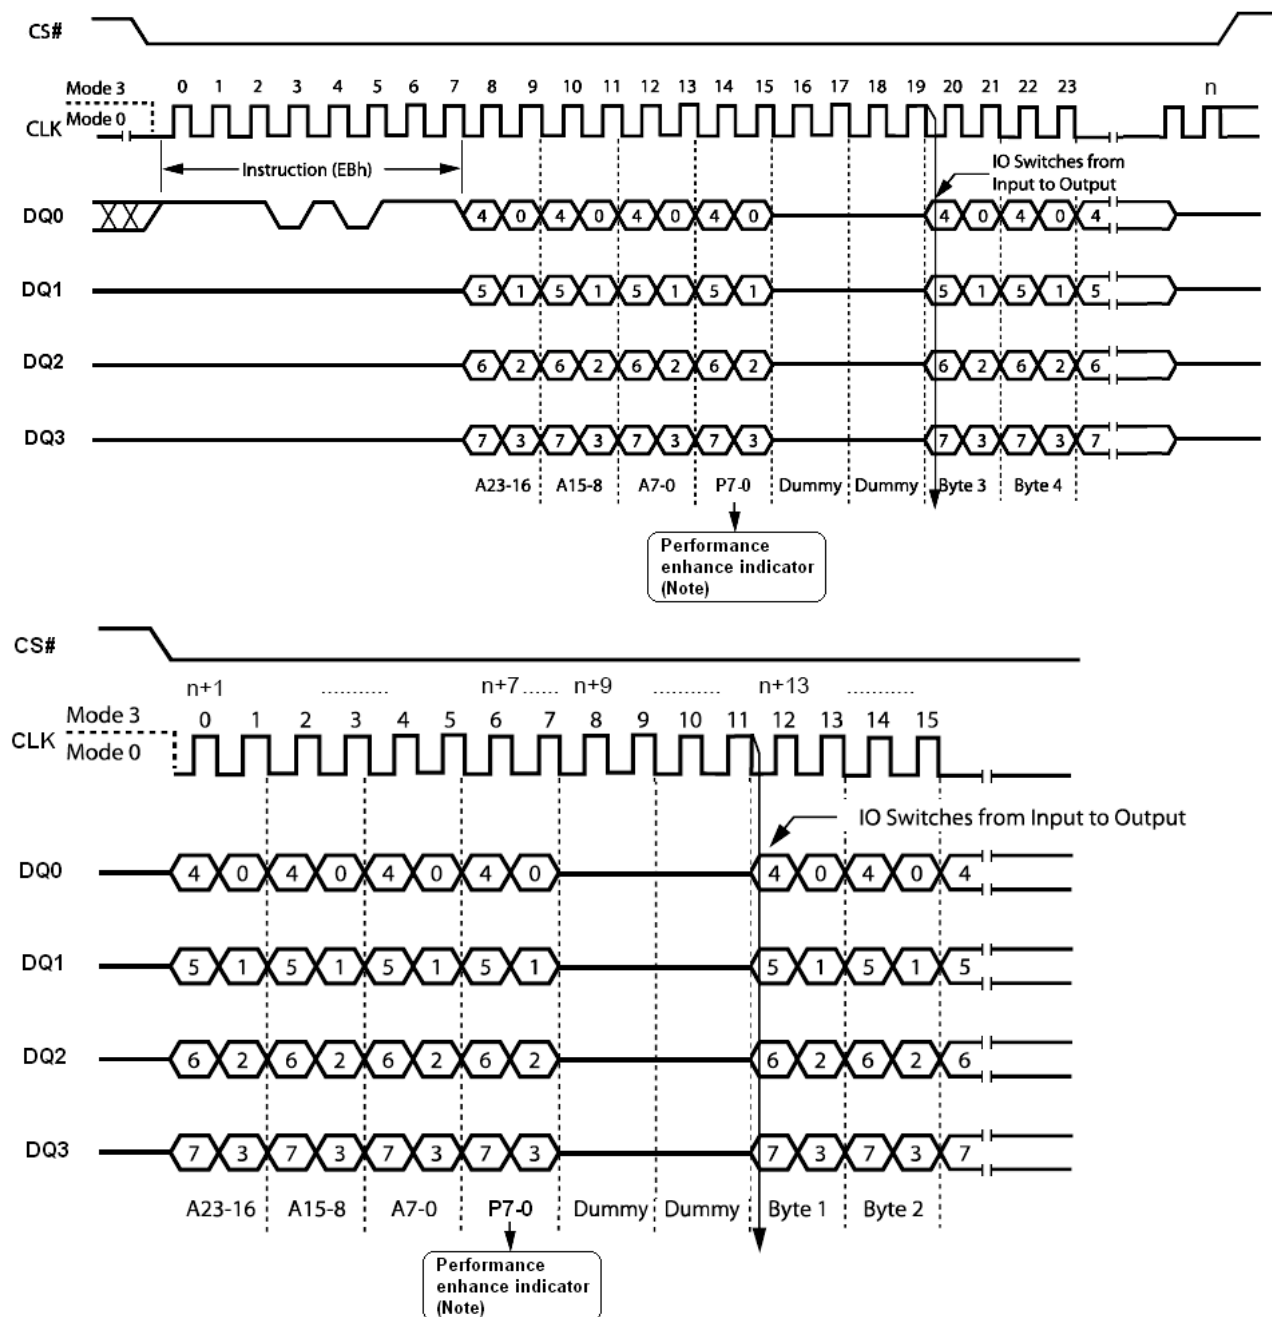 CS#
Mode 3
0 1 2 3 4 5 6 7 8 9 10 11 12 13 14 15 16 17 18 19 20 21 22 23 n
Mode 0
CLK
Instruction (EBh)
IO Switches from
Input to Output
DQ0 4 0 4 0 4 0 4 0 4 0 4 0 4
DQ1 5 1 5 1 5 1 5 1 5 1 5 1 5
DQ2 6 2 6 2 6 2 6 2 6 2 6 2 6
DQ3 7 3 7 3 7 3 7 3 7 3 7 3 7
A23-16 A15-8 A7-0 P7-0 Dummy Dummy Byte 3 Byte 4
Performance
enhance indicator
(Note)
CS#
n+1 ........... n+7 ...... n+9 ........... n+13 ...........
Mode 3
0 1 2 3 4 5 6 7 8 9 10 11 12 13 14 15
CLK
Mode 0
IO Switches from Input to Output
DQ0 4 0 4 0 4 0 4 0 4 0 4 0 4
DQ1 5 1 5 1 5 1 5 1 5 1 5 1 5
DQ2 6 2 6 2 6 2 6 2 6 2 6 2 6
DQ3 7 3 7 3 7 3 7 3 7 3 7 3 7
A23-16 A15-8 A7-0 P7-0 Dummy Dummy Byte 1 Byte 2
Performance
enhance indicator
(Note)